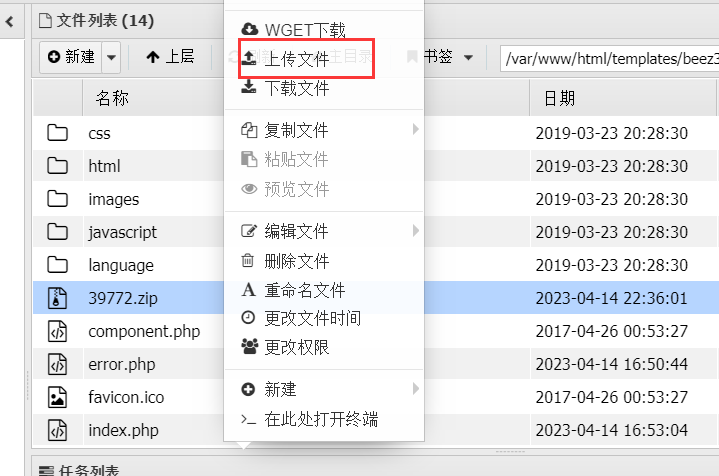 文件列表 (14)
新建
上层
主目录
书签
/var/www/html/templates/beez3
名称
日期
css
2019-03-23 20:28:30
html
2019-03-23 20:28:30
images
2019-03-23 20:28:30
javascript
2019-03-23 20:28:30
language
2019-03-23 20:28:30
39772.zip
2023-04-14 22:36:01
component.php
2017-04-26 00:53:27
error.php
2023-04-14 16:50:44
favicon.ico
2017-04-26 00:53:27
index.php
2023-04-14 16:53:04
WGET下载
上传文件
下载文件
复制文件
粘贴文件
预览文件
编辑文件
删除文件
重命名文件
更改文件时间
更改权限
新建
在此处打开终端
任务列表